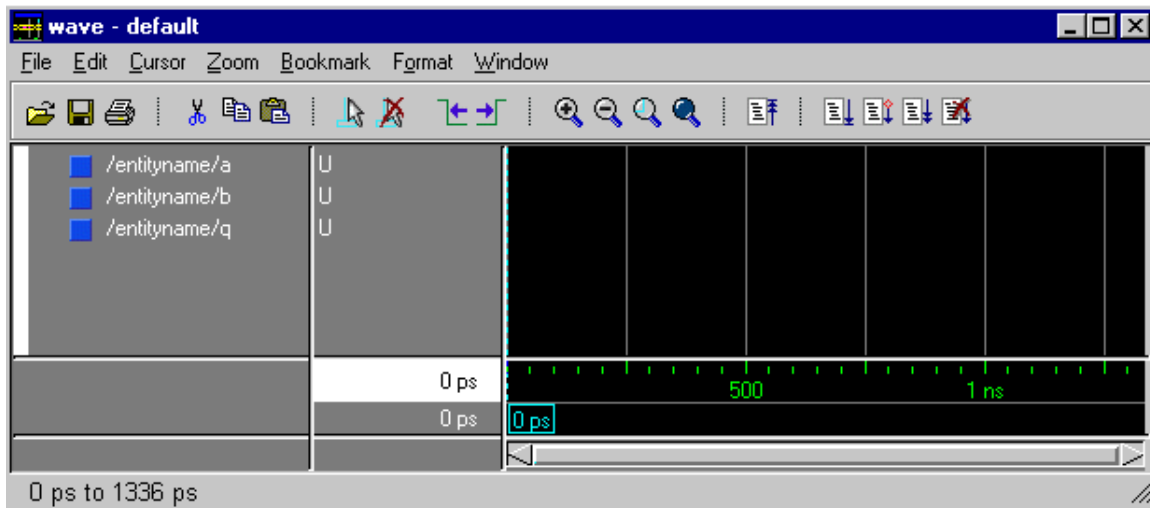 wave - default
File Edit Cursor Zoom Bookmark Format Window
/entityname/a U
/entityname/b U
/entityname/q U
0 ps 500 1 ns
0 ps 0 ps
0 ps to 1336 ps